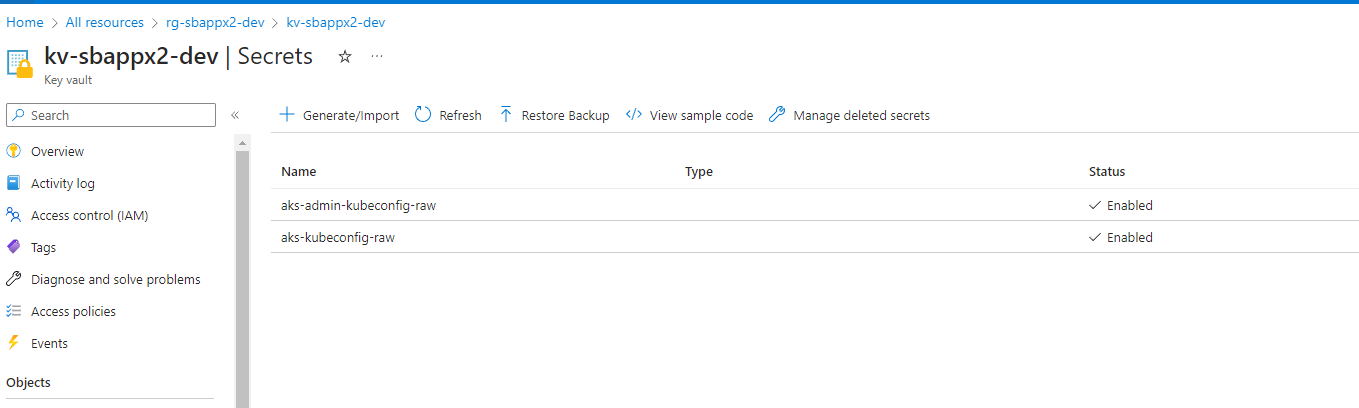 Home > All resources > rg-sbappx2-dev > kv-sbappx2-dev
kv-sbappx2-dev | Secrets ☆ ...
Key vault
Search «
Generate/Import Refresh Restore Backup View sample code Manage deleted secrets
Overview
Activity log
Access control (IAM)
Tags
Diagnose and solve problems
Access policies
Events
Objects
Name Type Status
aks-admin-kubeconfig-raw Enabled
aks-kubeconfig-raw Enabled